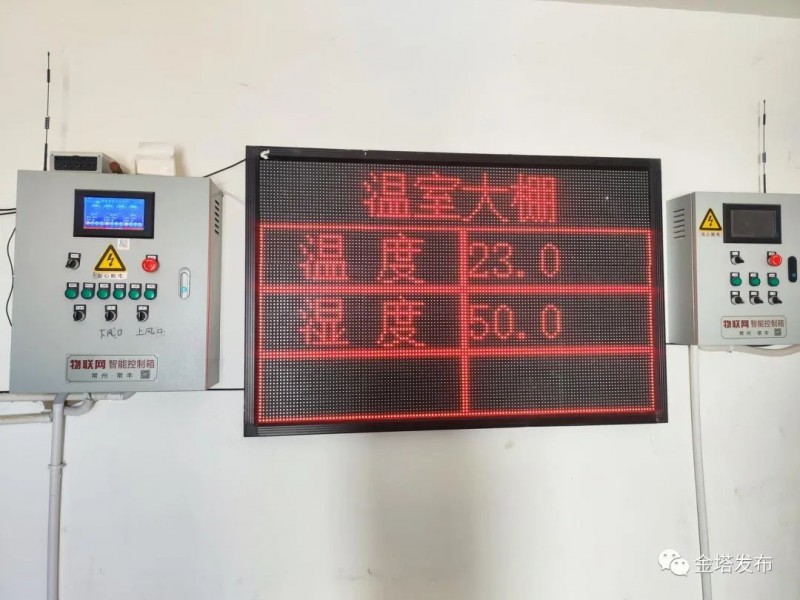 温室大棚
温度 23.0
湿度 50.0
下风口 上风口
物联网 智能控制箱
物联网 智能控制箱
金塔发布